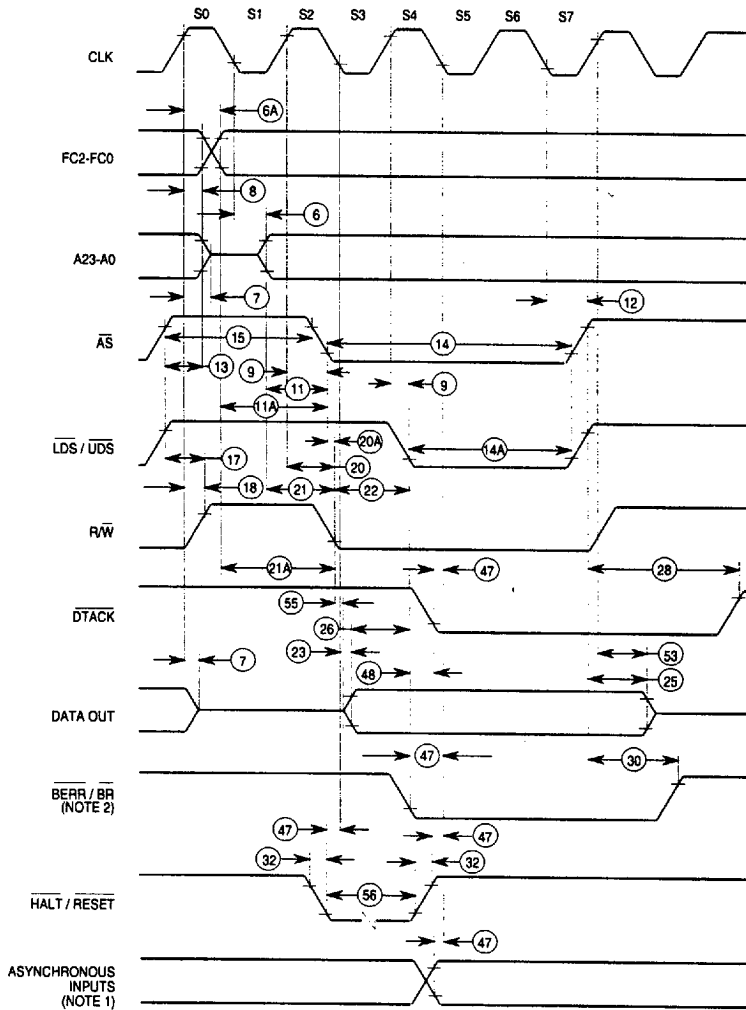 S0 S1 S2 S3 S4 S5 S6 S7
CLK
6A
FC2-FC0
8
6
A23-A0
7
12
AS
15
14
13
9
9
11
11A
LDS / UDS
20A
14A
17
20
18
21
22
R/W
21A
47
28
DTACK
55
26
23
53
7
48
25
DATA OUT
47
30
BERR / BR
(NOTE 2)
47
47
32
32
HALT / RESET
56
47
ASYNCHRONOUS
INPUTS
(NOTE 1)